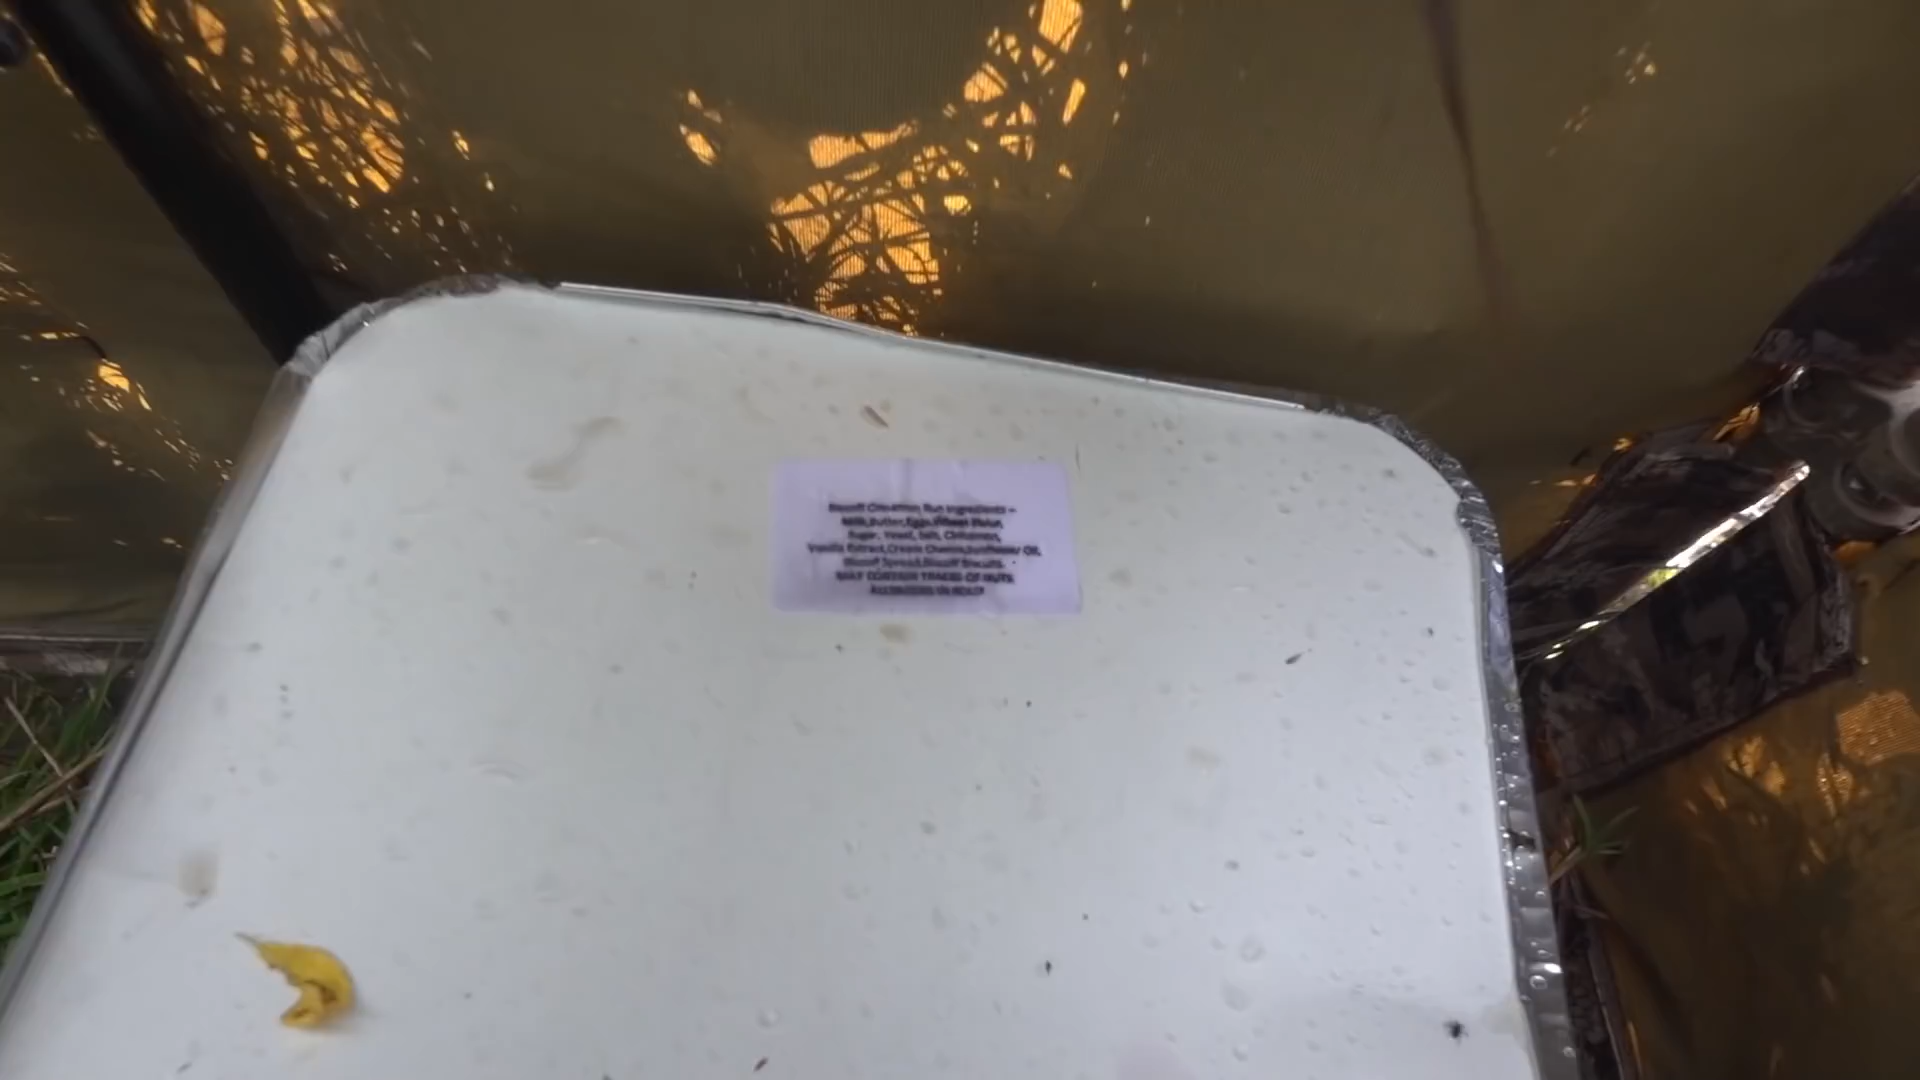 Biscoff Cinnamon Bun Ingredients –
Milk,Butter,Eggs,Wheat Flour,
Sugar, Yeast, Salt, Cinnamon,
Vanilla Extract,Cream Cheese,Sunflower Oil,
Biscoff Spread,Biscoff Biscuits.
MAY CONTAIN TRACES OF NUTS
ALLERGENS IN BOLD